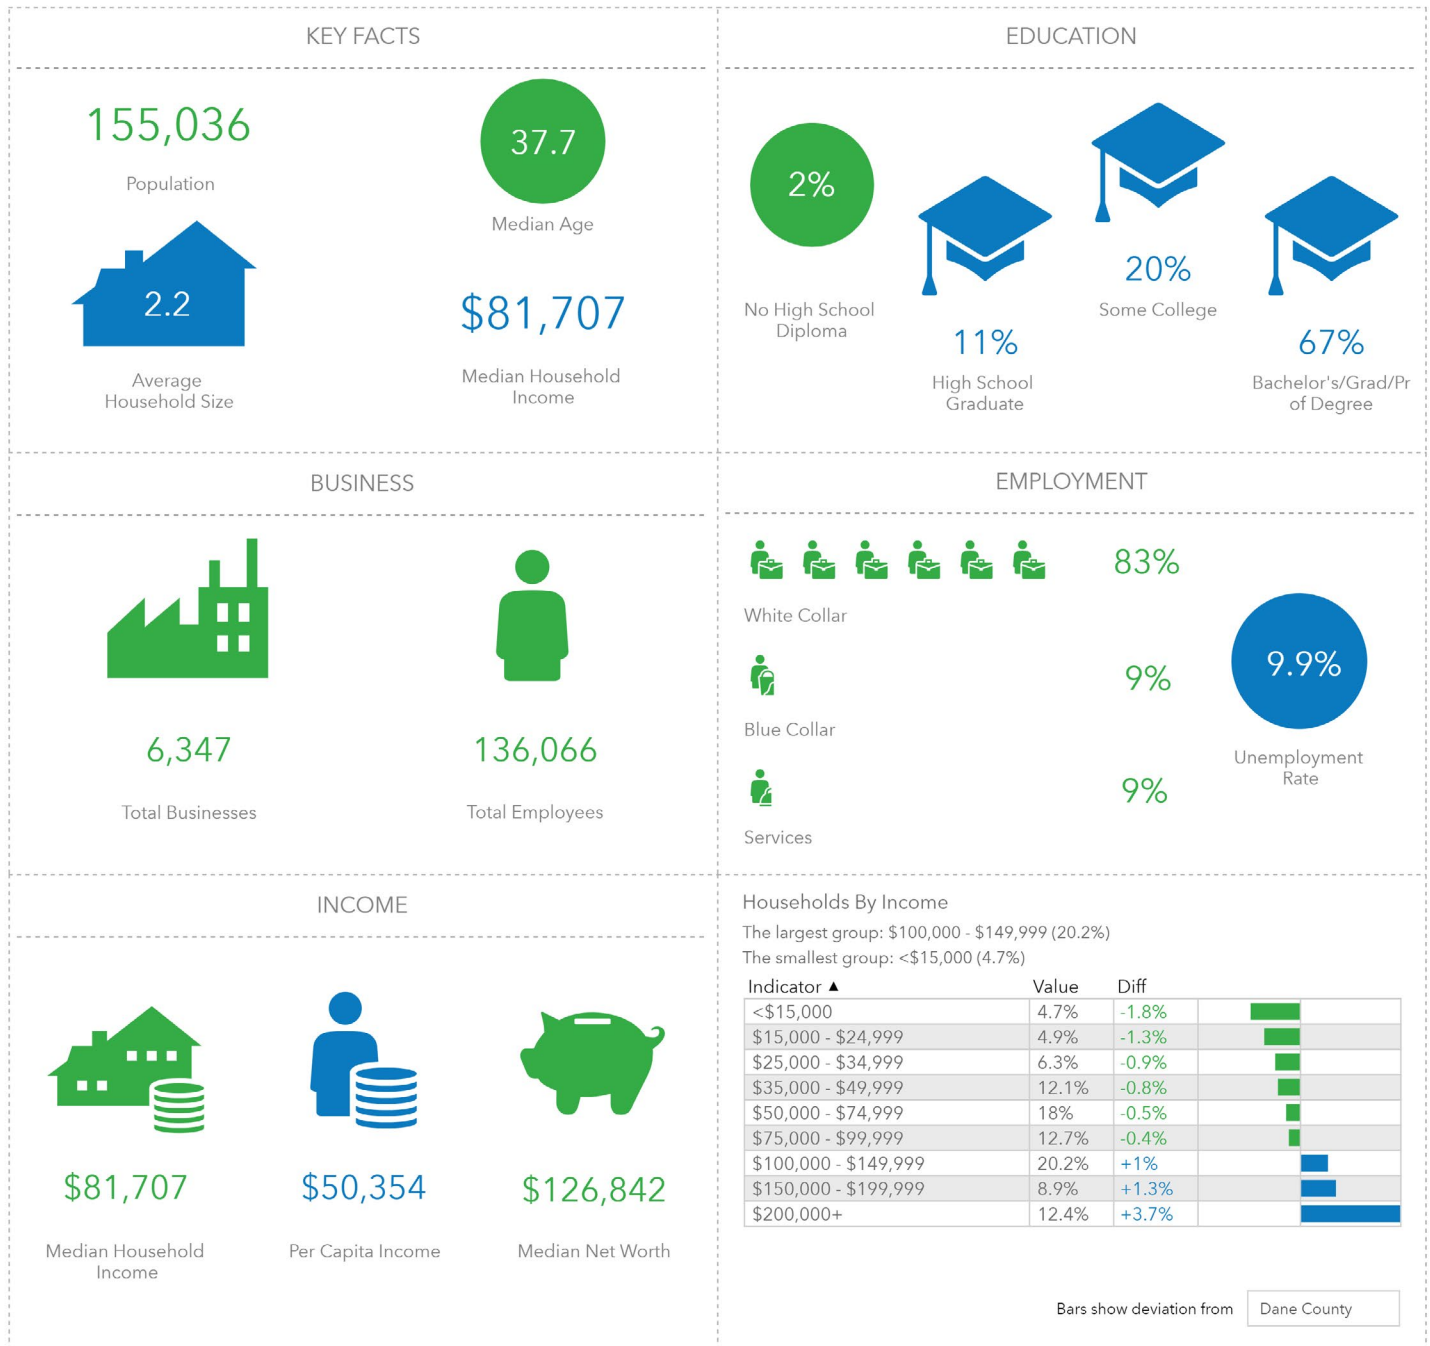 KEY FACTS
155,036
Population
37.7
Median Age
2.2
Average
Household Size
$81,707
Median Household
Income
EDUCATION
2%
No High School
Diploma
11%
High School
Graduate
20%
Some College
67%
Bachelor's/Grad/Pr
of Degree
BUSINESS
6,347
Total Businesses
136,066
Total Employees
EMPLOYMENT
83%
White Collar
9%
Blue Collar
9%
Services
9.9%
Unemployment
Rate
INCOME
$81,707
Median Household
Income
$50,354
Per Capita Income
$126,842
Median Net Worth
Households By Income
The largest group: $100,000 - $149,999 (20.2%)
The smallest group: <$15,000 (4.7%)
Indicator ▲ Value Diff
<$15,000 4.7% -1.8%
$15,000 - $24,999 4.9% -1.3%
$25,000 - $34,999 6.3% -0.9%
$35,000 - $49,999 12.1% -0.8%
$50,000 - $74,999 18% -0.5%
$75,000 - $99,999 12.7% -0.4%
$100,000 - $149,999 20.2% +1%
$150,000 - $199,999 8.9% +1.3%
$200,000+ 12.4% +3.7%
Bars show deviation from Dane County